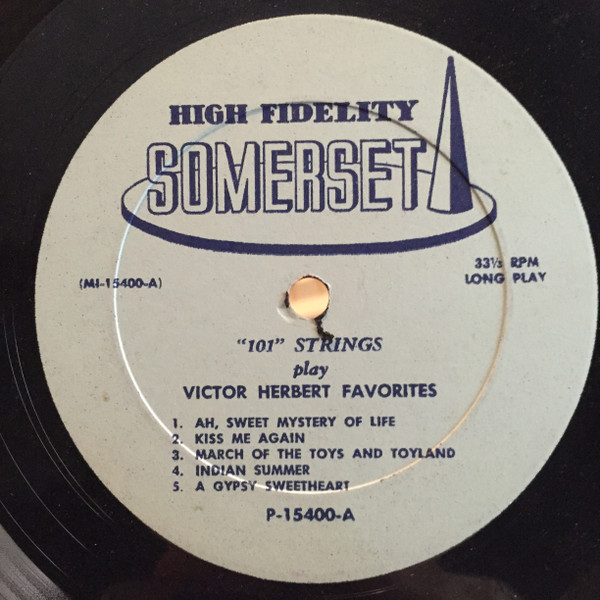 HIGH FIDELITY
SOMERSET
(MI-15400-A)
33⅓ RPM
LONG PLAY
"101" STRINGS
play
VICTOR HERBERT FAVORITES
1. AH, SWEET MYSTERY OF LIFE
2. KISS ME AGAIN
3. MARCH OF THE TOYS AND TOYLAND
4. INDIAN SUMMER
5. A GYPSY SWEETHEART
P-15400-A